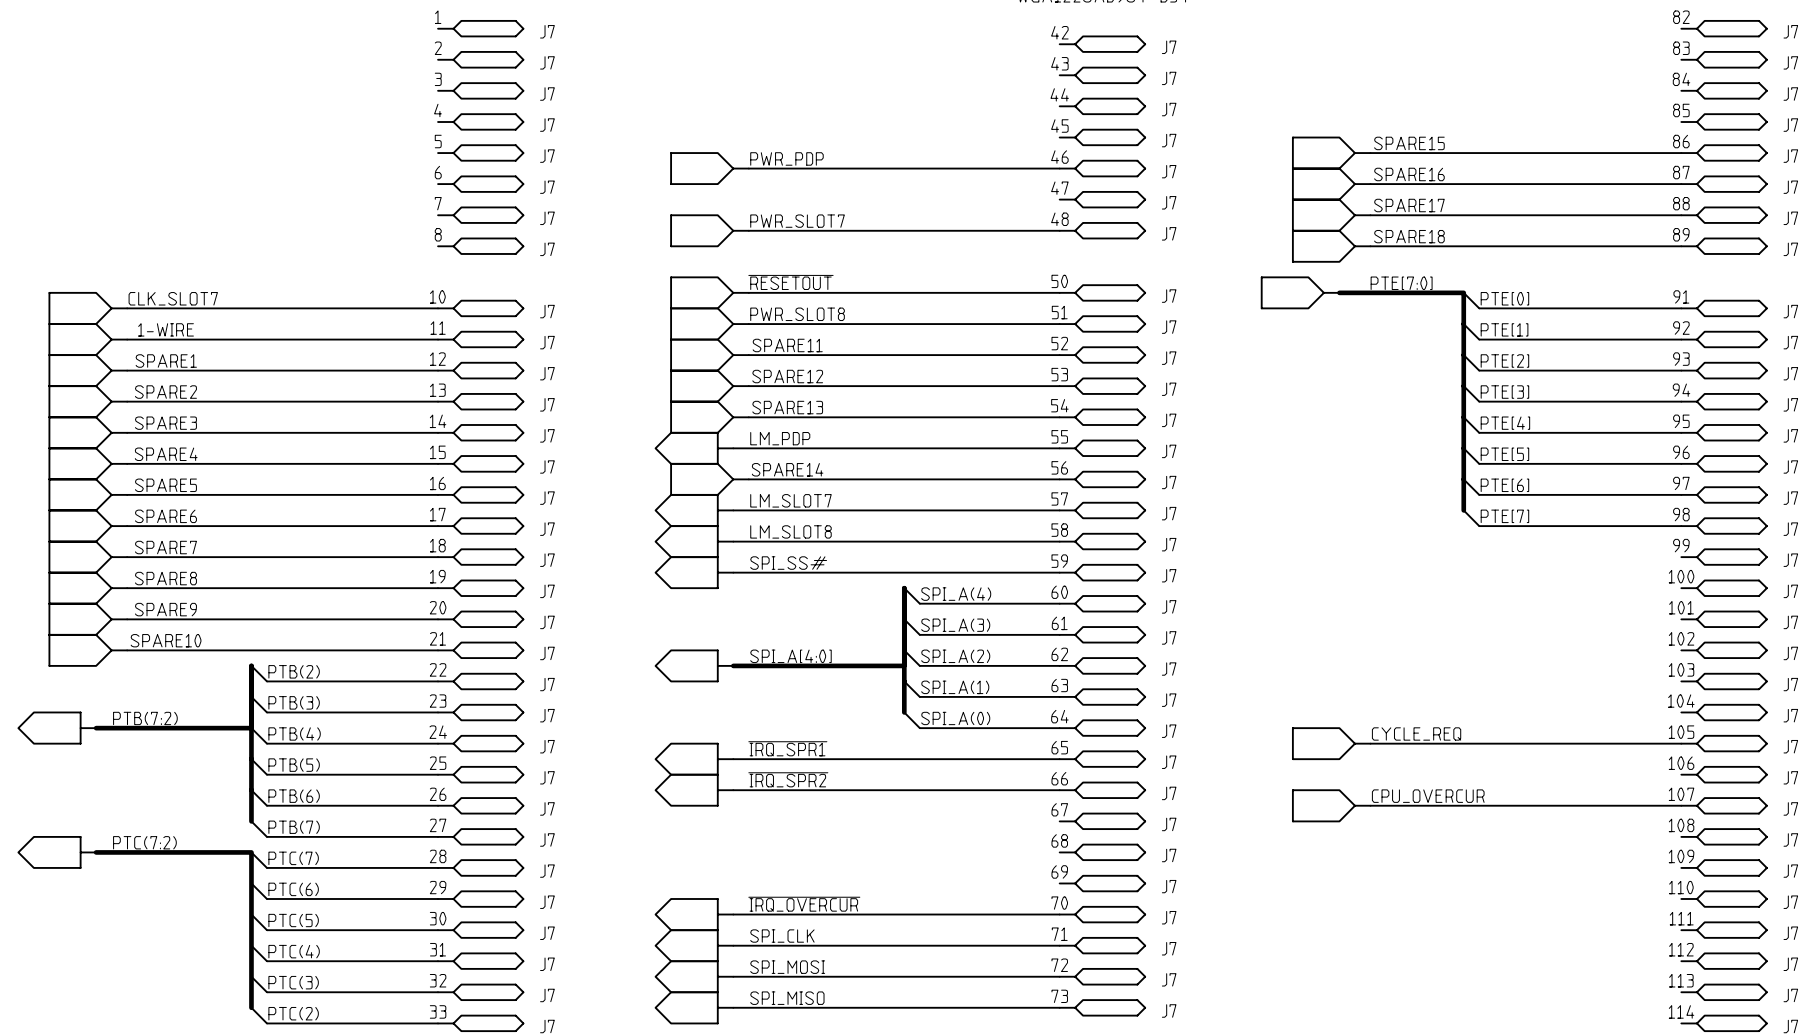 1 J7
2 J7
3 J7
4 J7
5 J7
6 J7
7 J7
8 J7
CLK_SLOT7 10 J7
1-WIRE 11 J7
SPARE1 12 J7
SPARE2 13 J7
SPARE3 14 J7
SPARE4 15 J7
SPARE5 16 J7
SPARE6 17 J7
SPARE7 18 J7
SPARE8 19 J7
SPARE9 20 J7
SPARE10 21 J7
PTB(2) 22 J7
PTB(3) 23 J7
PTB(7:2)
PTB(4) 24 J7
PTB(5) 25 J7
PTB(6) 26 J7
PTB(7) 27 J7
PTC(7:2)
PTC(7) 28 J7
PTC(6) 29 J7
PTC(5) 30 J7
PTC(4) 31 J7
PTC(3) 32 J7
PTC(2) 33 J7
42 J7
43 J7
44 J7
45 J7
PWR_PDP 46 J7
47 J7
PWR_SLOT7 48 J7
RESETOUT 50 J7
PWR_SLOT8 51 J7
SPARE11 52 J7
SPARE12 53 J7
SPARE13 54 J7
LM_PDP 55 J7
SPARE14 56 J7
LM_SLOT7 57 J7
LM_SLOT8 58 J7
SPI_SS# 59 J7
SPI_A(4) 60 J7
SPI_A(3) 61 J7
SPI_A[4:0]
SPI_A(2) 62 J7
SPI_A(1) 63 J7
SPI_A(0) 64 J7
IRQ_SPR1 65 J7
IRQ_SPR2 66 J7
67 J7
68 J7
69 J7
IRQ_OVERCUR 70 J7
SPI_CLK 71 J7
SPI_MOSI 72 J7
SPI_MISO 73 J7
82 J7
83 J7
84 J7
85 J7
SPARE15 86 J7
SPARE16 87 J7
SPARE17 88 J7
SPARE18 89 J7
PTE[7:0]
PTE[0] 91 J7
PTE[1] 92 J7
PTE[2] 93 J7
PTE[3] 94 J7
PTE[4] 95 J7
PTE[5] 96 J7
PTE[6] 97 J7
PTE[7] 98 J7
99 J7
100 J7
101 J7
102 J7
103 J7
104 J7
CYCLE_REQ 105 J7
106 J7
CPU_OVERCUR 107 J7
108 J7
109 J7
110 J7
111 J7
112 J7
113 J7
114 J7